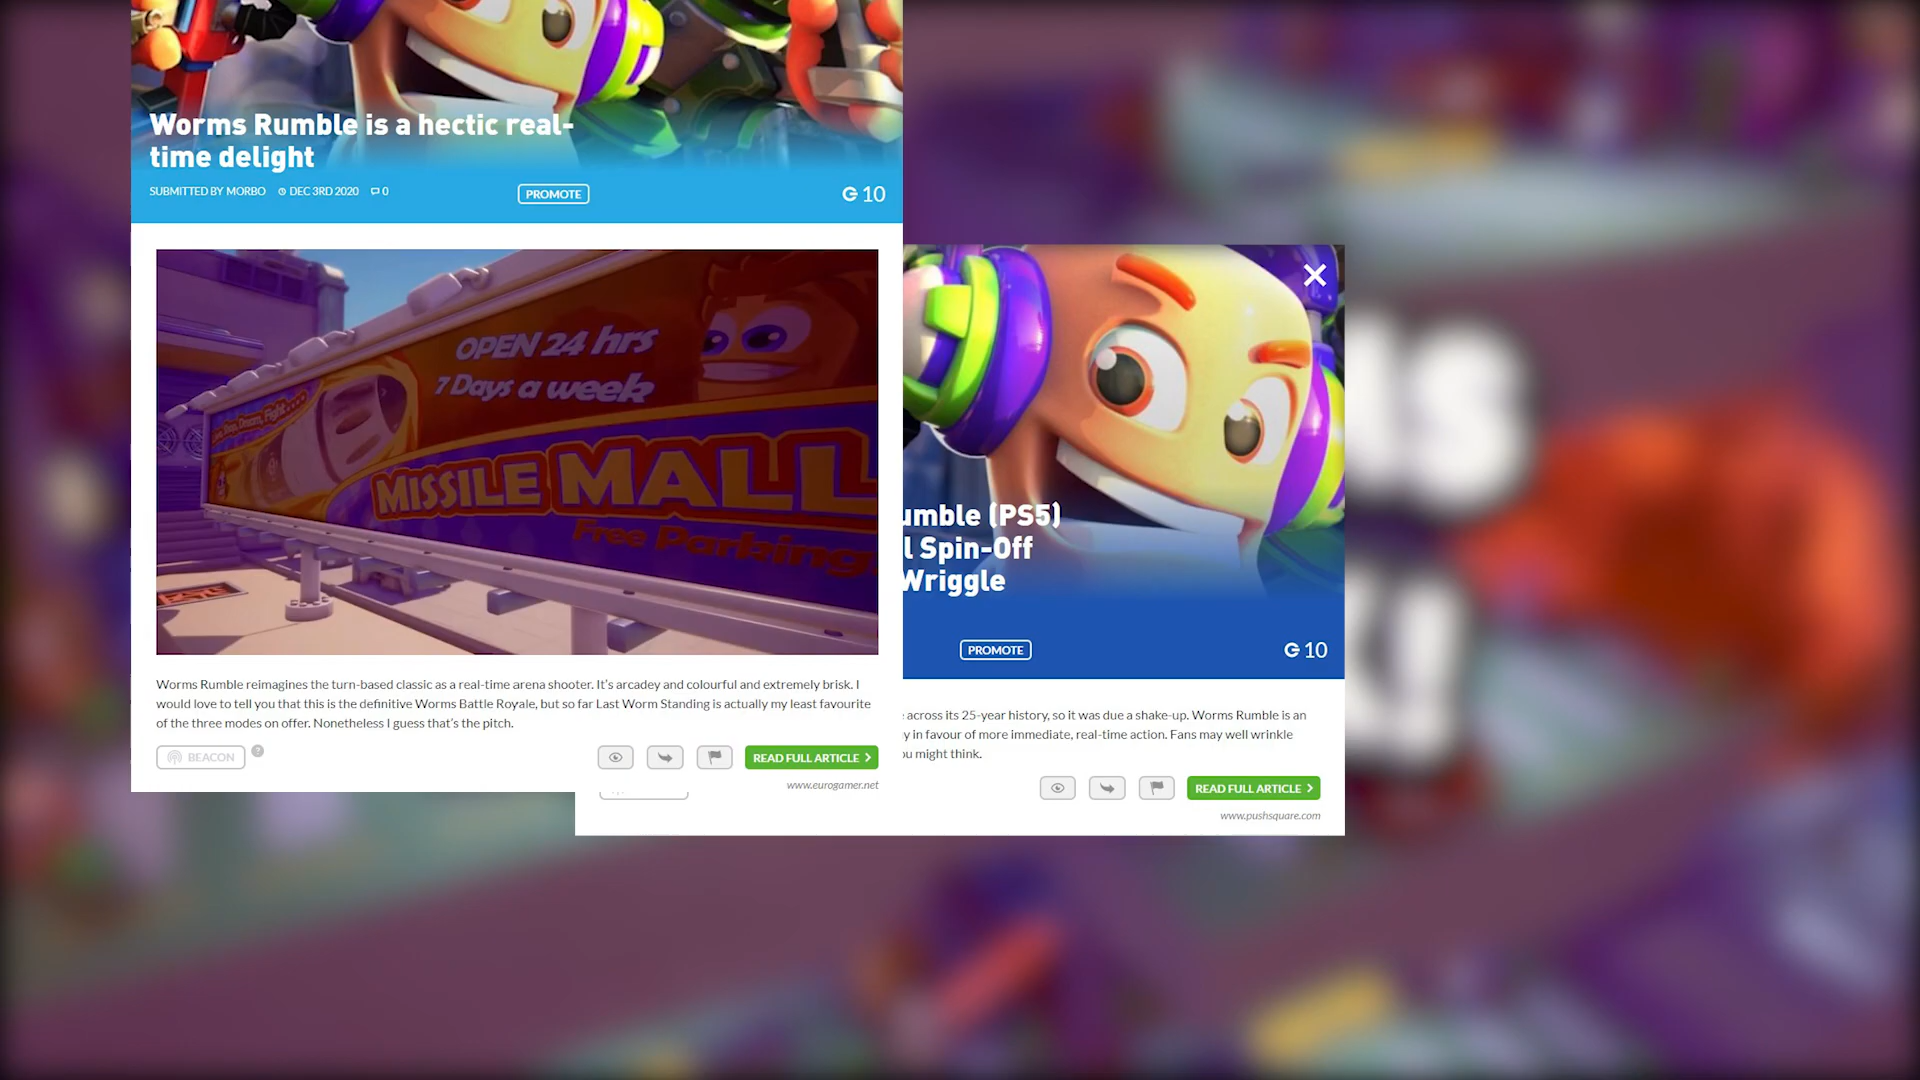 Worms Rumble is a hectic real-
time delight
SUBMITTED BY MORBO DEC 3RD 2020 0
PROMOTE
G 10
OPEN 24 hrs
7 Days a week
MISSILE MALL
Free Parking
EATS
Worms Rumble reimagines the turn-based classic as a real-time arena shooter. It's arcadey and colourful and extremely brisk. I
would love to tell you that this is the definitive Worms Battle Royale, but so far Last Worm Standing is actually my least favourite
of the three modes on offer. Nonetheless I guess that's the pitch.
BEACON ?
READ FULL ARTICLE
www.eurogamer.net
umble (PS5)
l Spin-Off
Wriggle
PROMOTE
G 10
across its 25-year history, so it was due a shake-up. Worms Rumble is an
y in favour of more immediate, real-time action. Fans may well wrinkle
ou might think.
READ FULL ARTICLE
www.pushsquare.com